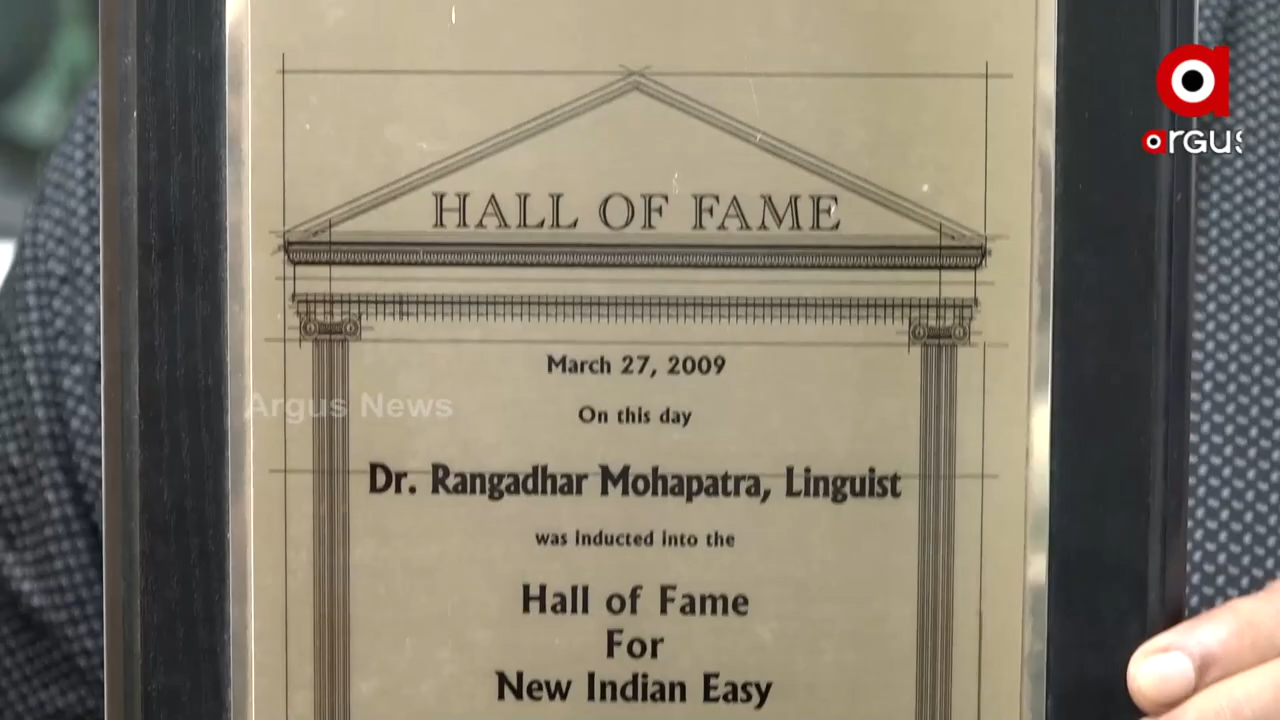 argus
HALL OF FAME
March 27, 2009
Argus News
On this day
Dr. Rangadhar Mohapatra, Linguist
was inducted into the
Hall of Fame
For
New Indian Easy